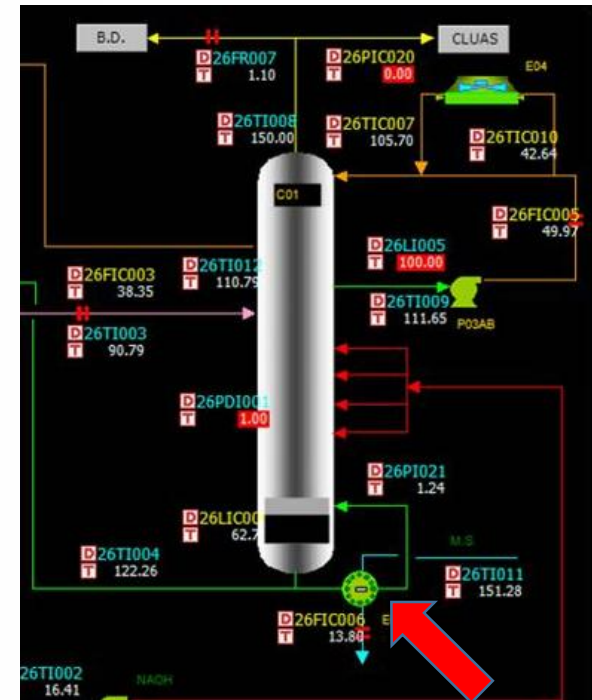 B.D.
CLUAS
D 26FR007
T 1.10
D 26PIC020
T 0.00
E04
D 26TI008
T 150.00
D 26TIC007
T 105.70
D 26TIC010
T 42.64
C01
D 26FIC005
T 49.97
D 26TI012
T 110.79
D 26LI005
T 100.00
D 26FIC003
T 38.35
D 26TI009
T 111.65
P03AB
D 26TI003
T 90.79
D 26PDI001
T 1.00
D 26PI021
T 1.24
D 26LIC00
T 62.7
M.S.
D 26TI004
T 122.26
D 26TI011
T 151.28
D 26FIC006
T 13.80
E
26TI002
16.41
NAOH